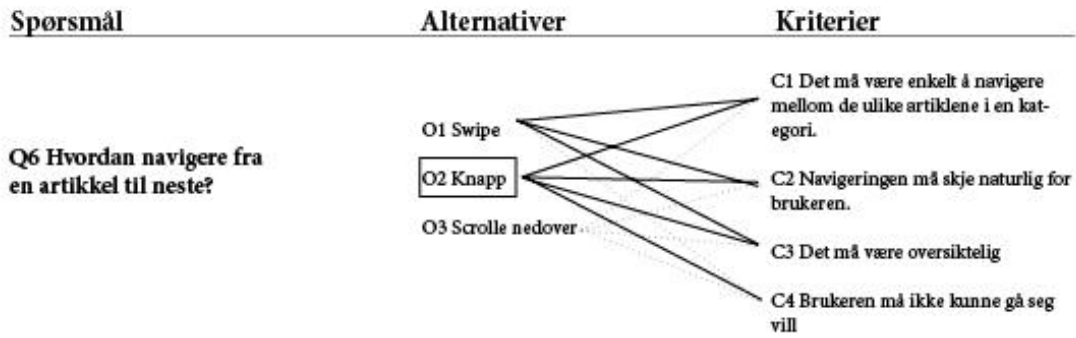 Spørsmål
Alternativer
Kriterier
Q6 Hvordan navigere fra
en artikkel til neste?
O1 Swipe
O2 Knapp
O3 Scrolle nedover
C1 Det må være enkelt å navigere
mellom de ulike artiklene i en kat-
egori.
C2 Navigeringen må skje naturlig for
brukeren.
C3 Det må være oversiktelig
C4 Brukeren må ikke kunne gå seg
vill